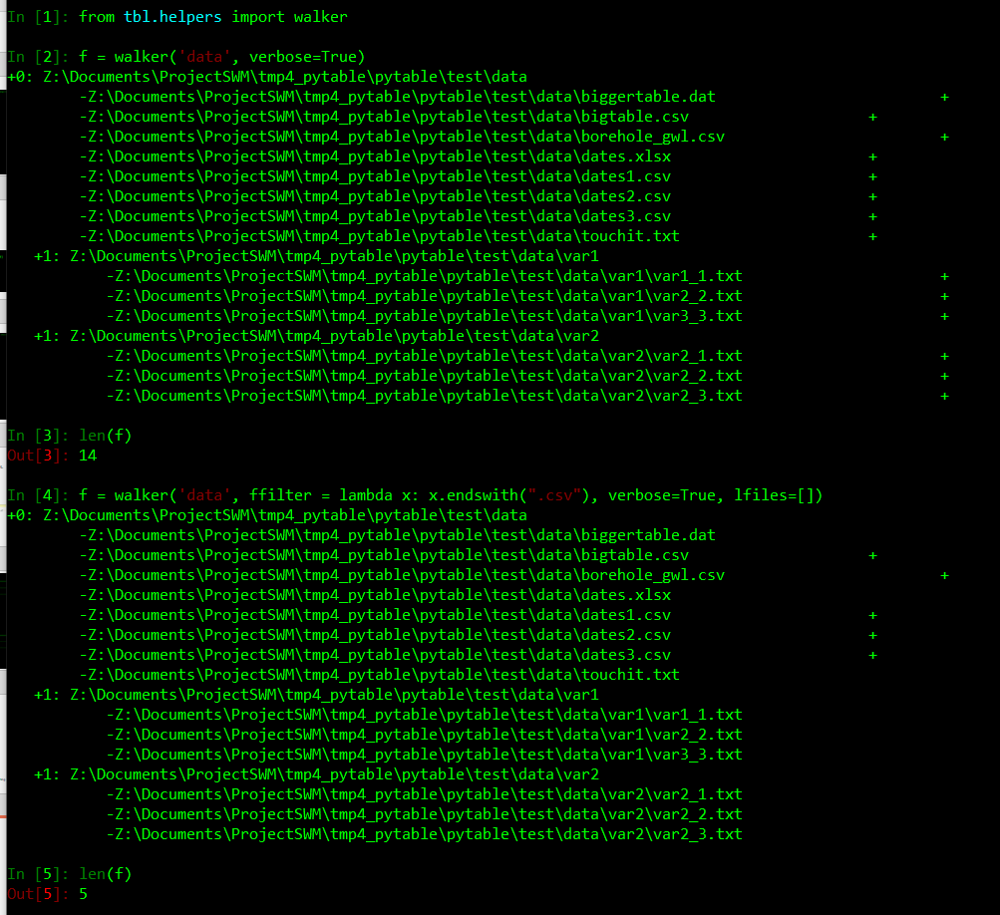 In [1]: from tbl.helpers import walker
In [2]: f = walker('data', verbose=True)
+0: Z:\Documents\ProjectSWM\tmp4_pytable\pytable\test\data
-Z:\Documents\ProjectSWM\tmp4_pytable\pytable\test\data\biggertable.dat +
-Z:\Documents\ProjectSWM\tmp4_pytable\pytable\test\data\bigtable.csv +
-Z:\Documents\ProjectSWM\tmp4_pytable\pytable\test\data\borehole_gwl.csv +
-Z:\Documents\ProjectSWM\tmp4_pytable\pytable\test\data\dates.xlsx +
-Z:\Documents\ProjectSWM\tmp4_pytable\pytable\test\data\dates1.csv +
-Z:\Documents\ProjectSWM\tmp4_pytable\pytable\test\data\dates2.csv +
-Z:\Documents\ProjectSWM\tmp4_pytable\pytable\test\data\dates3.csv +
-Z:\Documents\ProjectSWM\tmp4_pytable\pytable\test\data\touchit.txt +
+1: Z:\Documents\ProjectSWM\tmp4_pytable\pytable\test\data\var1
-Z:\Documents\ProjectSWM\tmp4_pytable\pytable\test\data\var1\var1_1.txt +
-Z:\Documents\ProjectSWM\tmp4_pytable\pytable\test\data\var1\var2_2.txt +
-Z:\Documents\ProjectSWM\tmp4_pytable\pytable\test\data\var1\var3_3.txt +
+1: Z:\Documents\ProjectSWM\tmp4_pytable\pytable\test\data\var2
-Z:\Documents\ProjectSWM\tmp4_pytable\pytable\test\data\var2\var2_1.txt +
-Z:\Documents\ProjectSWM\tmp4_pytable\pytable\test\data\var2\var2_2.txt +
-Z:\Documents\ProjectSWM\tmp4_pytable\pytable\test\data\var2\var2_3.txt +
In [3]: len(f)
Out[3]: 14
In [4]: f = walker('data', ffilter = lambda x: x.endswith(".csv"), verbose=True, lfiles=[])
+0: Z:\Documents\ProjectSWM\tmp4_pytable\pytable\test\data
-Z:\Documents\ProjectSWM\tmp4_pytable\pytable\test\data\biggertable.dat
-Z:\Documents\ProjectSWM\tmp4_pytable\pytable\test\data\bigtable.csv +
-Z:\Documents\ProjectSWM\tmp4_pytable\pytable\test\data\borehole_gwl.csv +
-Z:\Documents\ProjectSWM\tmp4_pytable\pytable\test\data\dates.xlsx
-Z:\Documents\ProjectSWM\tmp4_pytable\pytable\test\data\dates1.csv +
-Z:\Documents\ProjectSWM\tmp4_pytable\pytable\test\data\dates2.csv +
-Z:\Documents\ProjectSWM\tmp4_pytable\pytable\test\data\dates3.csv +
-Z:\Documents\ProjectSWM\tmp4_pytable\pytable\test\data\touchit.txt
+1: Z:\Documents\ProjectSWM\tmp4_pytable\pytable\test\data\var1
-Z:\Documents\ProjectSWM\tmp4_pytable\pytable\test\data\var1\var1_1.txt
-Z:\Documents\ProjectSWM\tmp4_pytable\pytable\test\data\var1\var2_2.txt
-Z:\Documents\ProjectSWM\tmp4_pytable\pytable\test\data\var1\var3_3.txt
+1: Z:\Documents\ProjectSWM\tmp4_pytable\pytable\test\data\var2
-Z:\Documents\ProjectSWM\tmp4_pytable\pytable\test\data\var2\var2_1.txt
-Z:\Documents\ProjectSWM\tmp4_pytable\pytable\test\data\var2\var2_2.txt
-Z:\Documents\ProjectSWM\tmp4_pytable\pytable\test\data\var2\var2_3.txt
In [5]: len(f)
Out[5]: 5